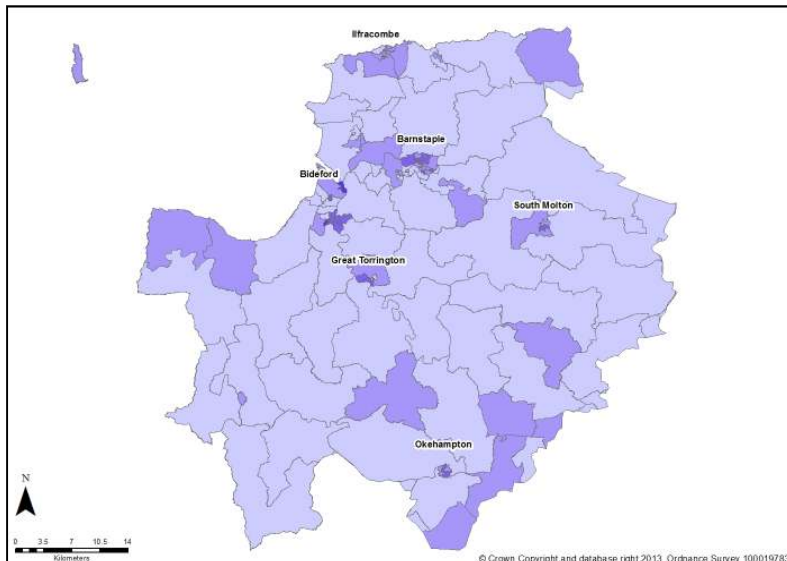 Ilfracombe
Barnstaple
Bideford
South Molton
Great Torrington
Okehampton
N
0 3.5 7 10.5 14
Kilometers
© Crown Copyright and database right 2013. Ordnance Survey 100019783